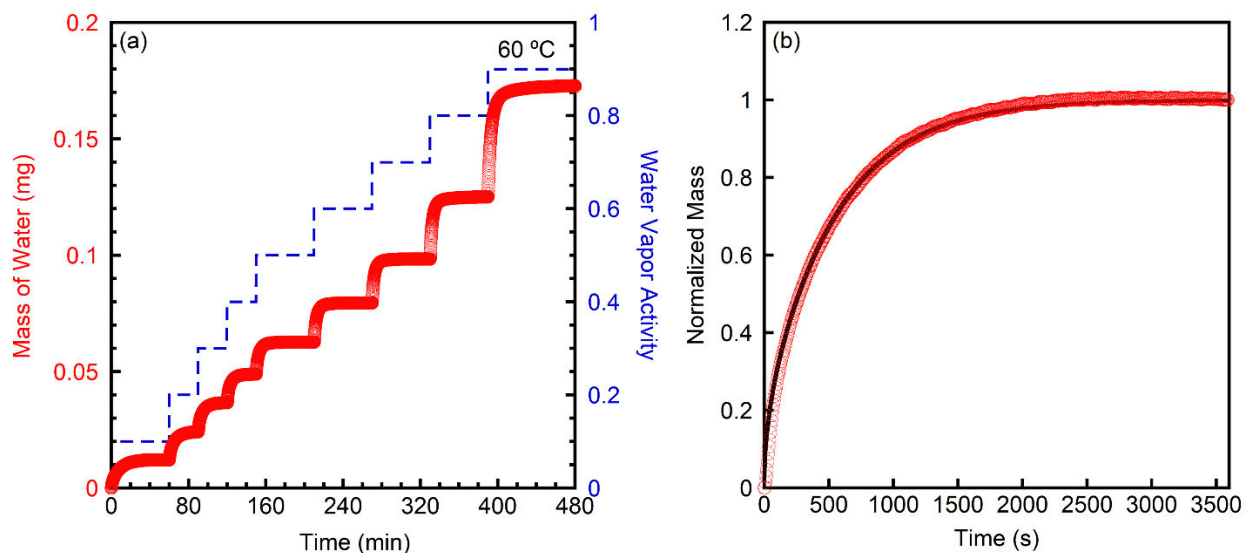 (a)
60 ºC
Mass of Water (mg)
0.2
0.15
0.1
0.05
0
1
0.8
0.6
0.4
0.2
0
Water Vapor Activity
0 80 160 240 320 400 480
Time (min)
(b)
Normalized Mass
1.2
1
0.8
0.6
0.4
0.2
0
0 500 1000 1500 2000 2500 3000 3500
Time (s)